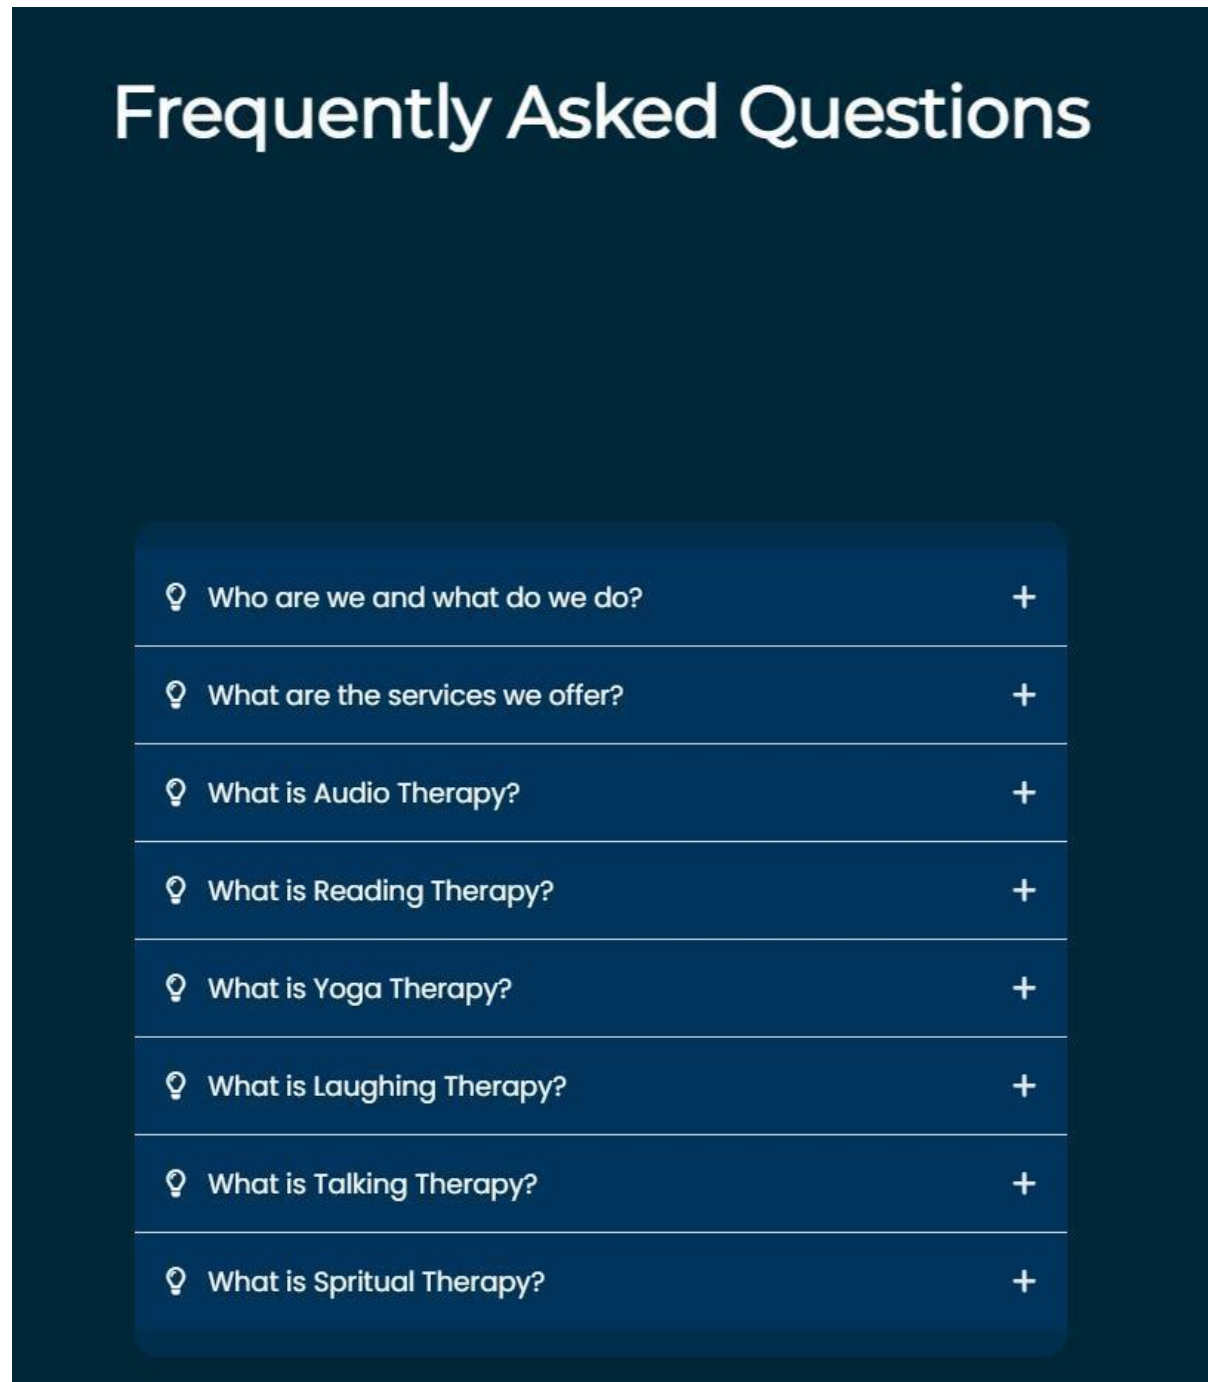 Frequently Asked Questions
Who are we and what do we do?
What are the services we offer?
What is Audio Therapy?
What is Reading Therapy?
What is Yoga Therapy?
What is Laughing Therapy?
What is Talking Therapy?
What is Spritual Therapy?